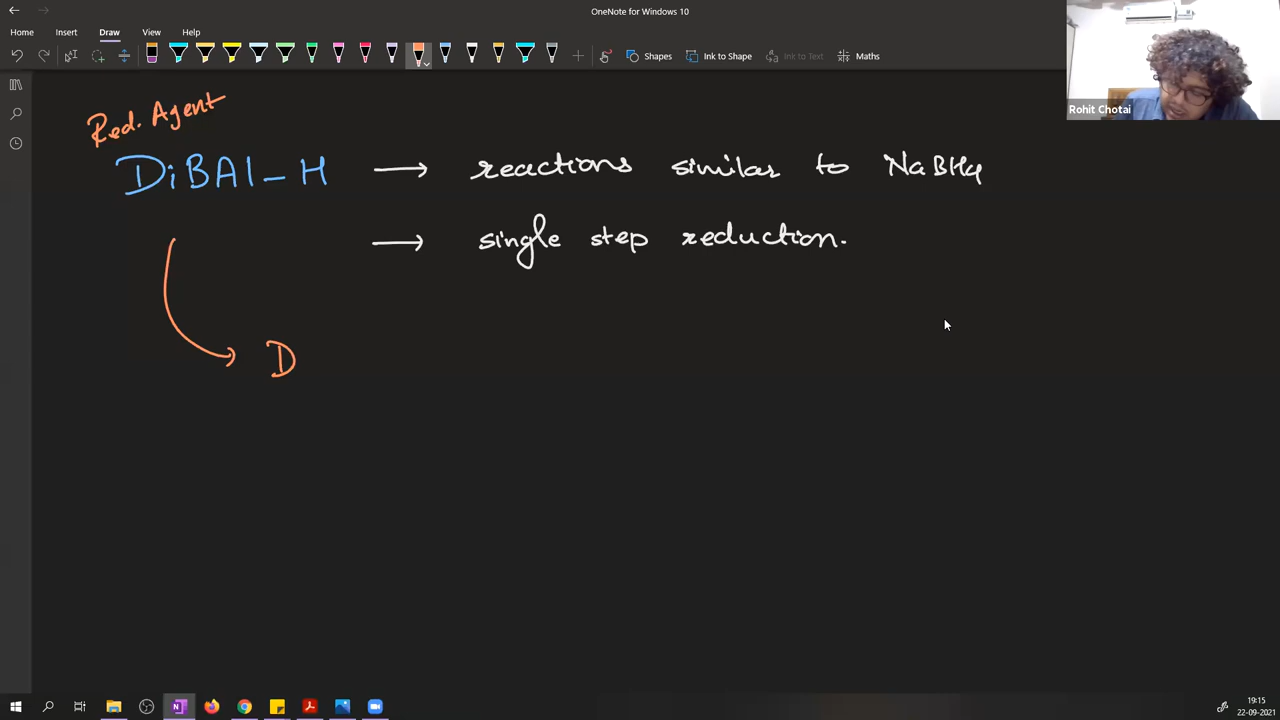 OneNote for Windows 10
Home Insert Draw View Help
Shapes Ink to Shape Ink to Text Maths
Rohit Chotai
Red. Agent
DiBAl-H → reactions similar to NaBH4
→ single step reduction.
D
19:15
22-09-2021